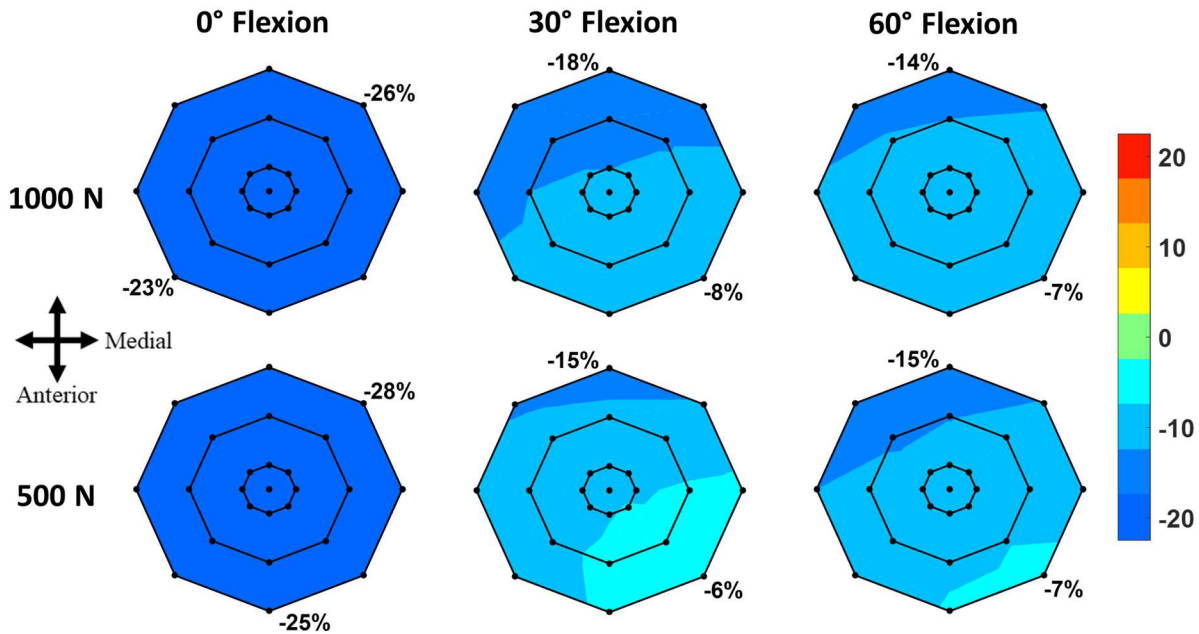 0° Flexion
30° Flexion
60° Flexion
-26%
-18%
-14%
1000 N
-23%
-8%
-7%
Medial
Anterior
-28%
-15%
-15%
500 N
-25%
-6%
-7%
20
10
0
-10
-20